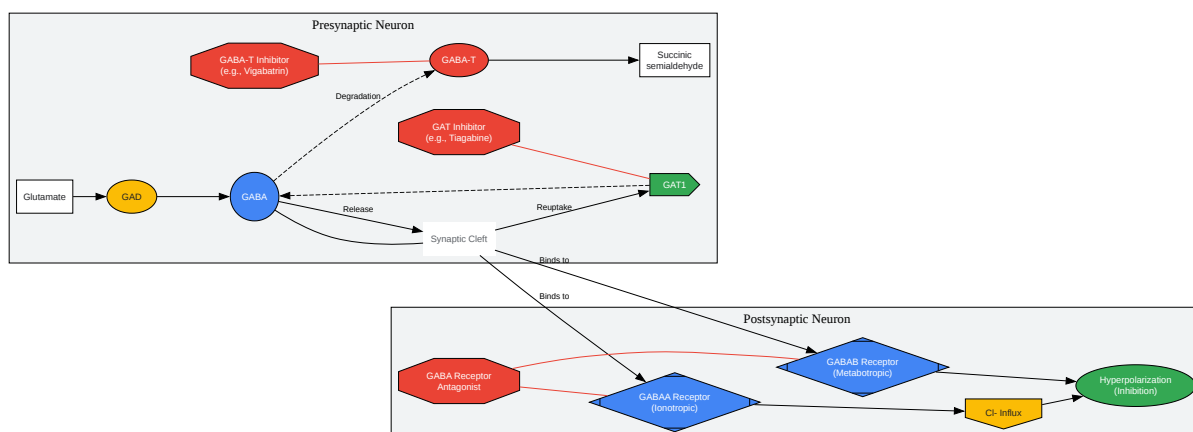 Presynaptic Neuron
GABA-T Inhibitor
(e.g., Vigabatrin)
GABA-T
Succinic
semialdehyde
Degradation
GAT Inhibitor
(e.g., Tiagabine)
Glutamate
GAD
GABA
GAT1
Release
Reuptake
Synaptic Cleft
Binds to
Binds to
Postsynaptic Neuron
GABA Receptor
Antagonist
GABAB Receptor
(Metabotropic)
GABAA Receptor
(Ionotropic)
Hyperpolarization
(Inhibition)
Cl- Influx